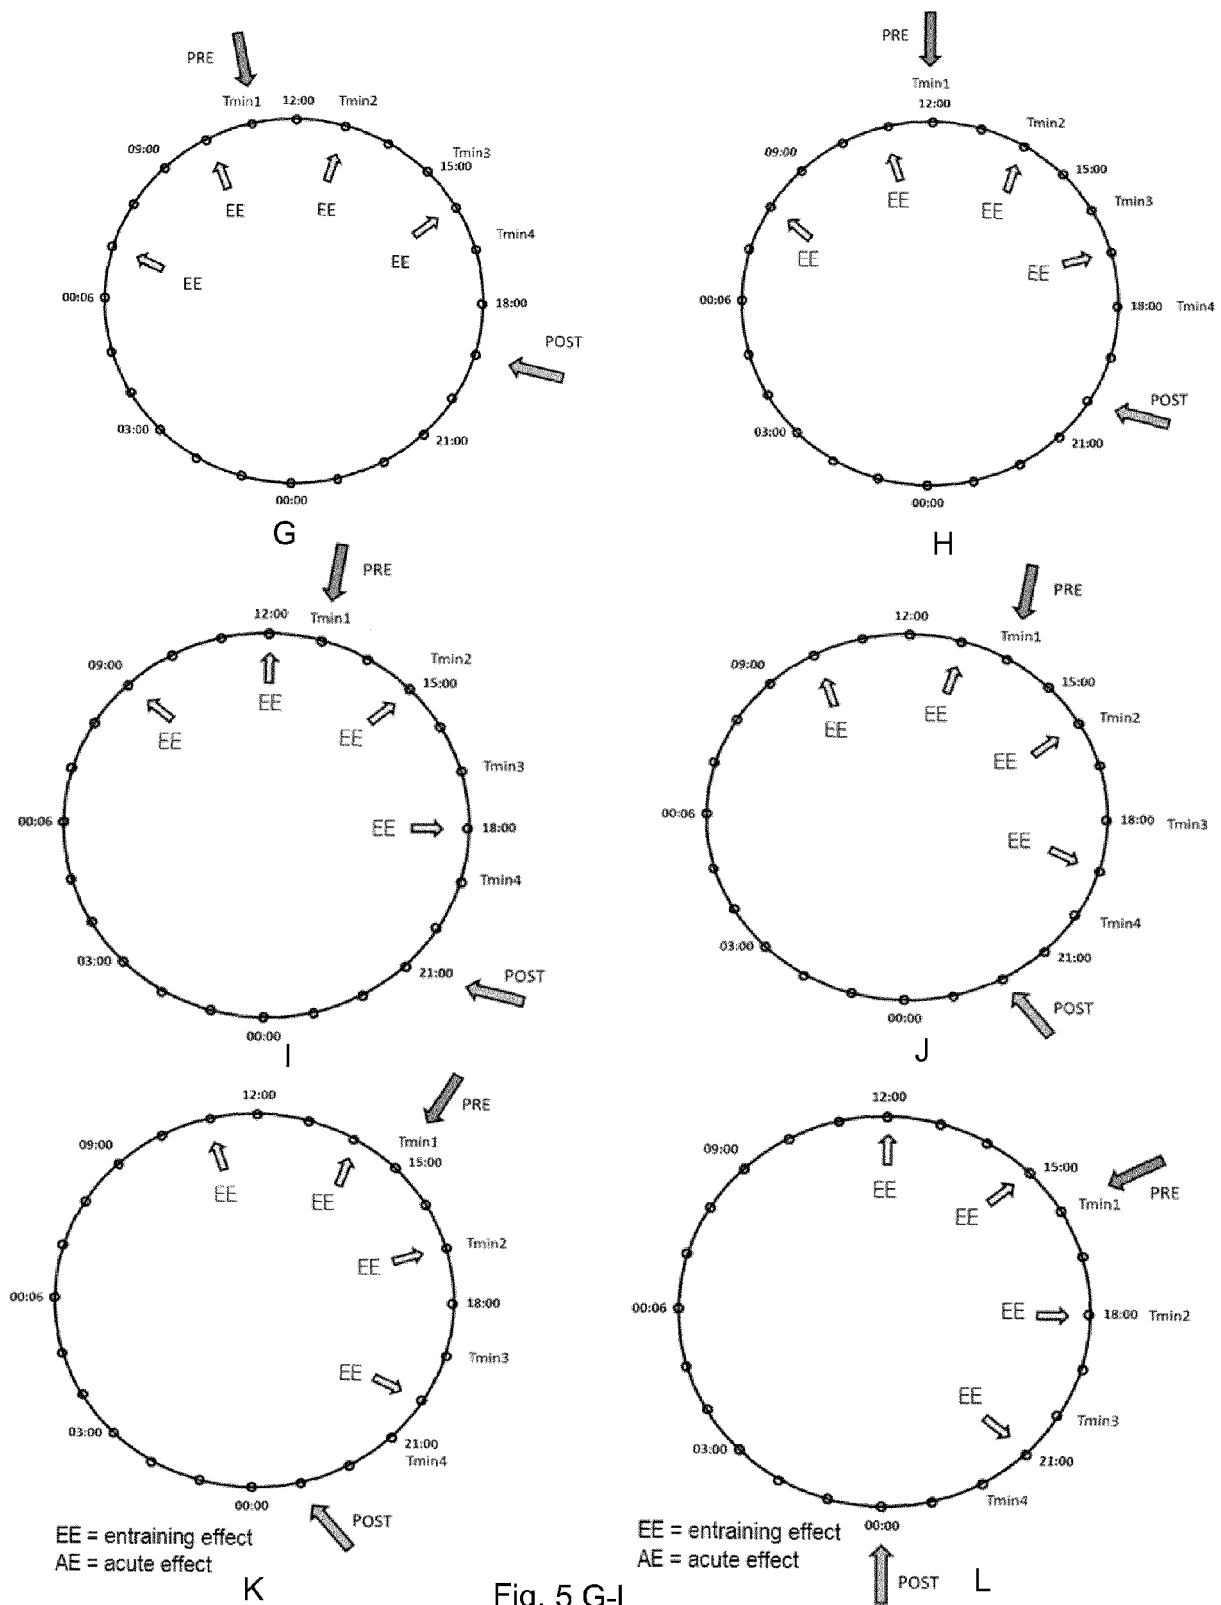 PRE
Tmin1
12:00
Tmin2
Tmin3
09:00
15:00
EE
EE
EE
EE
Tmin4
00:06
18:00
POST
03:00
21:00
00:00
G
PRE
Tmin1
12:00
Tmin2
09:00
15:00
EE
EE
Tmin3
EE
EE
00:06
18:00 Tmin4
POST
03:00
21:00
00:00
H
PRE
12:00
Tmin1
Tmin2
09:00
15:00
EE
EE
EE
Tmin3
00:06
EE
18:00
Tmin4
03:00
21:00
POST
00:00
I
PRE
12:00
Tmin1
09:00
15:00
EE
EE
Tmin2
EE
00:06
18:00 Tmin3
EE
Tmin4
03:00
21:00
POST
00:00
J
12:00
PRE
09:00
Tmin1
15:00
EE
EE
Tmin2
EE
00:06
18:00
Tmin3
EE
03:00
21:00
Tmin4
00:00
POST
EE = entraining effect
AE = acute effect
K
12:00
09:00
15:00
PRE
EE
Tmin1
EE
00:06
EE
18:00 Tmin2
EE
Tmin3
03:00
21:00
Tmin4
00:00
EE = entraining effect
AE = acute effect
POST
L
Fig. 5 G-L